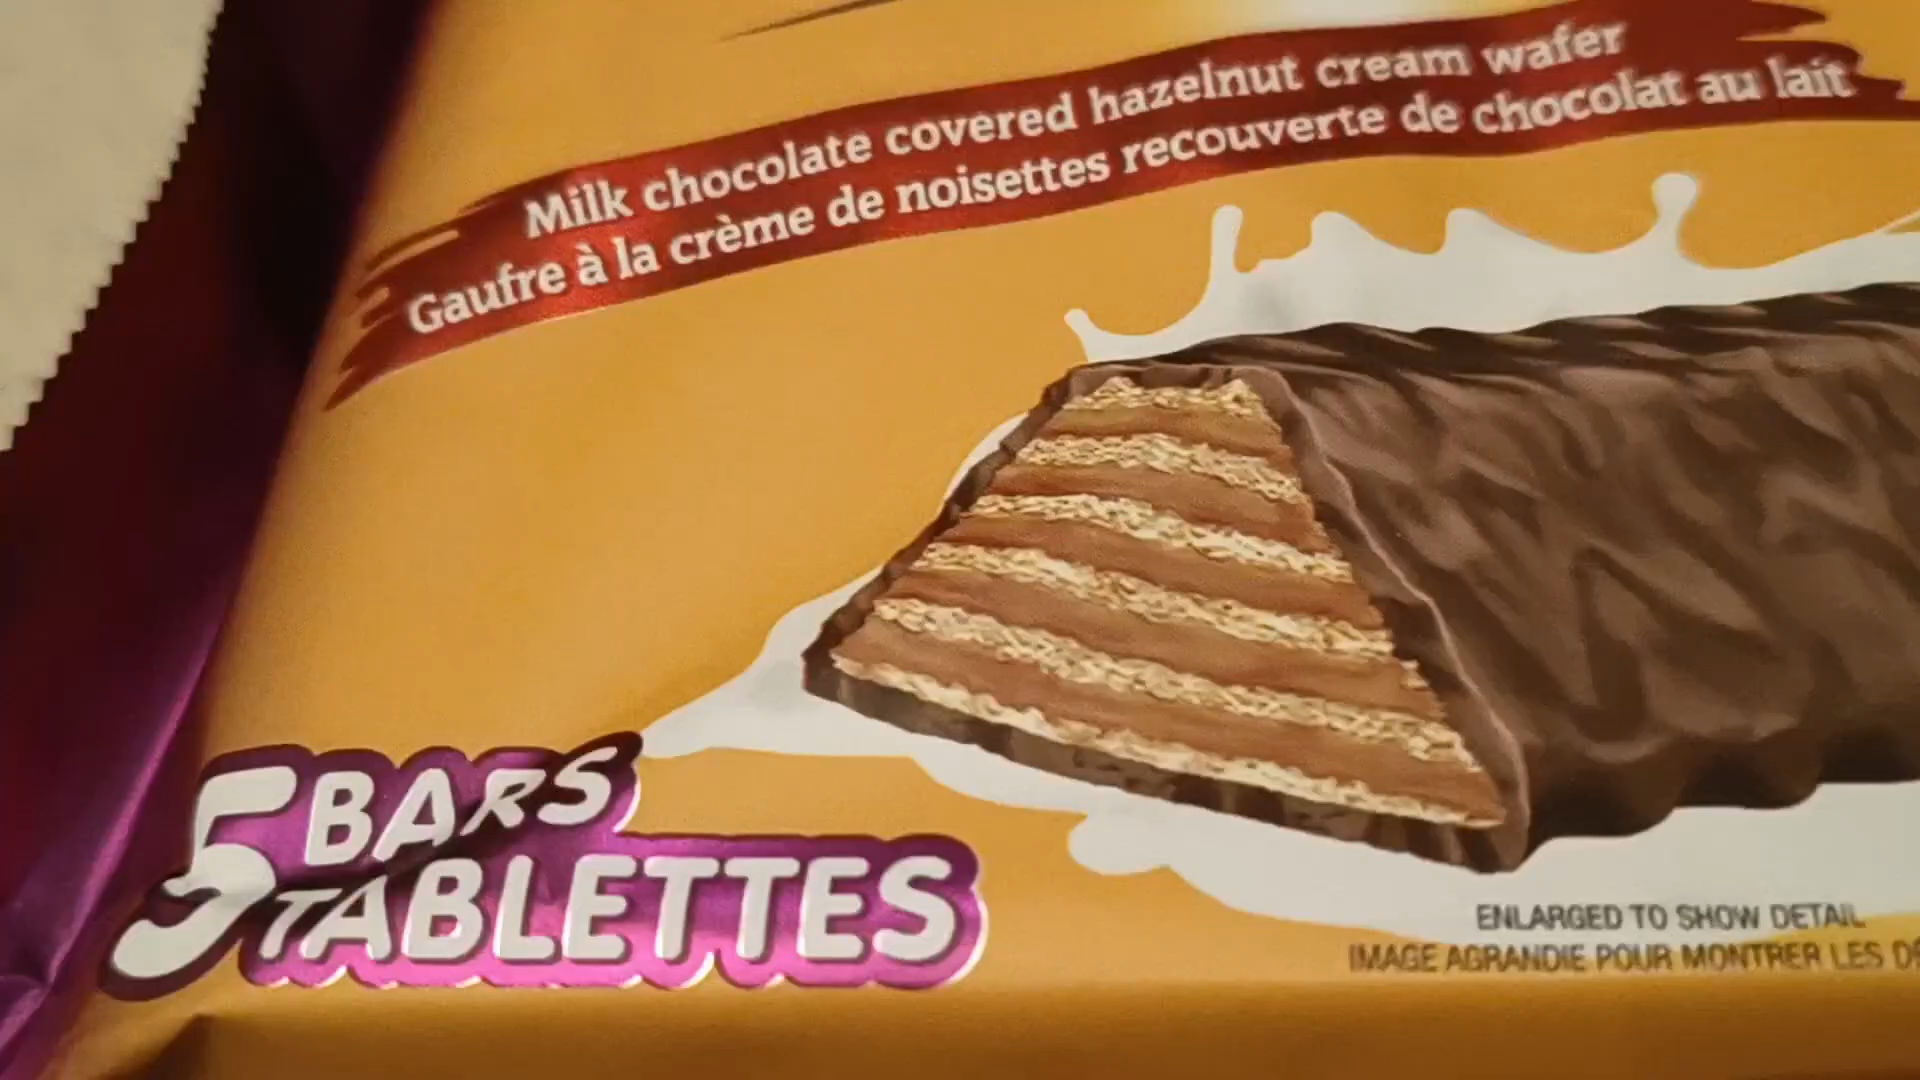 Milk chocolate covered hazelnut cream wafer
Gaufre à la crème de noisettes recouverte de chocolat au lait
5 BARS
TABLETTES
ENLARGED TO SHOW DETAIL
IMAGE AGRANDIE POUR MONTRER LES